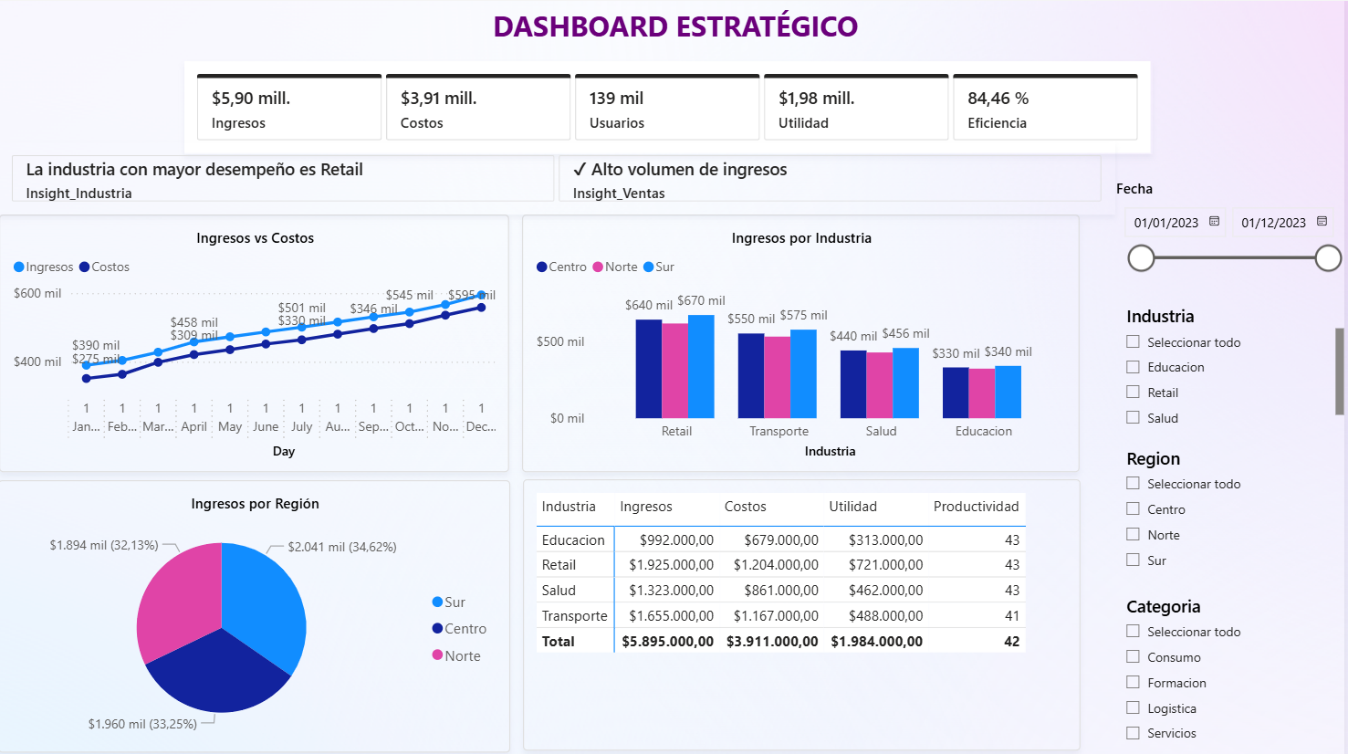 DASHBOARD ESTRATÉGICO
$5,90 mill.
Ingresos
$3,91 mill.
Costos
139 mil
Usuarios
$1,98 mill.
Utilidad
84,46 %
Eficiencia
La industria con mayor desempeño es Retail
Insight_Industria
✓ Alto volumen de ingresos
Insight_Ventas
Fecha
01/01/2023
01/12/2023
Ingresos vs Costos
Ingresos Costos
$600 mil
$400 mil
$390 mil
$275 mil
$458 mil
$309 mil
$501 mil
$330 mil
$346 mil
$545 mil
$595 mil
1 1 1 1 1 1 1 1 1 1 1 1
Jan... Feb... Mar... April May June July Au... Sep... Oct... No... Dec...
Day
Ingresos por Industria
Centro Norte Sur
$500 mil
$0 mil
$640 mil $670 mil
$550 mil $575 mil
$440 mil $456 mil
$330 mil $340 mil
Retail Transporte Salud Educacion
Industria
Ingresos por Región
$1.894 mil (32,13%)
$2.041 mil (34,62%)
$1.960 mil (33,25%)
Sur
Centro
Norte
Industria Ingresos Costos Utilidad Productividad
Educacion $992.000,00 $679.000,00 $313.000,00 43
Retail $1.925.000,00 $1.204.000,00 $721.000,00 43
Salud $1.323.000,00 $861.000,00 $462.000,00 43
Transporte $1.655.000,00 $1.167.000,00 $488.000,00 41
Total $5.895.000,00 $3.911.000,00 $1.984.000,00 42
Industria
Seleccionar todo
Educacion
Retail
Salud
Region
Seleccionar todo
Centro
Norte
Sur
Categoria
Seleccionar todo
Consumo
Formacion
Logistica
Servicios